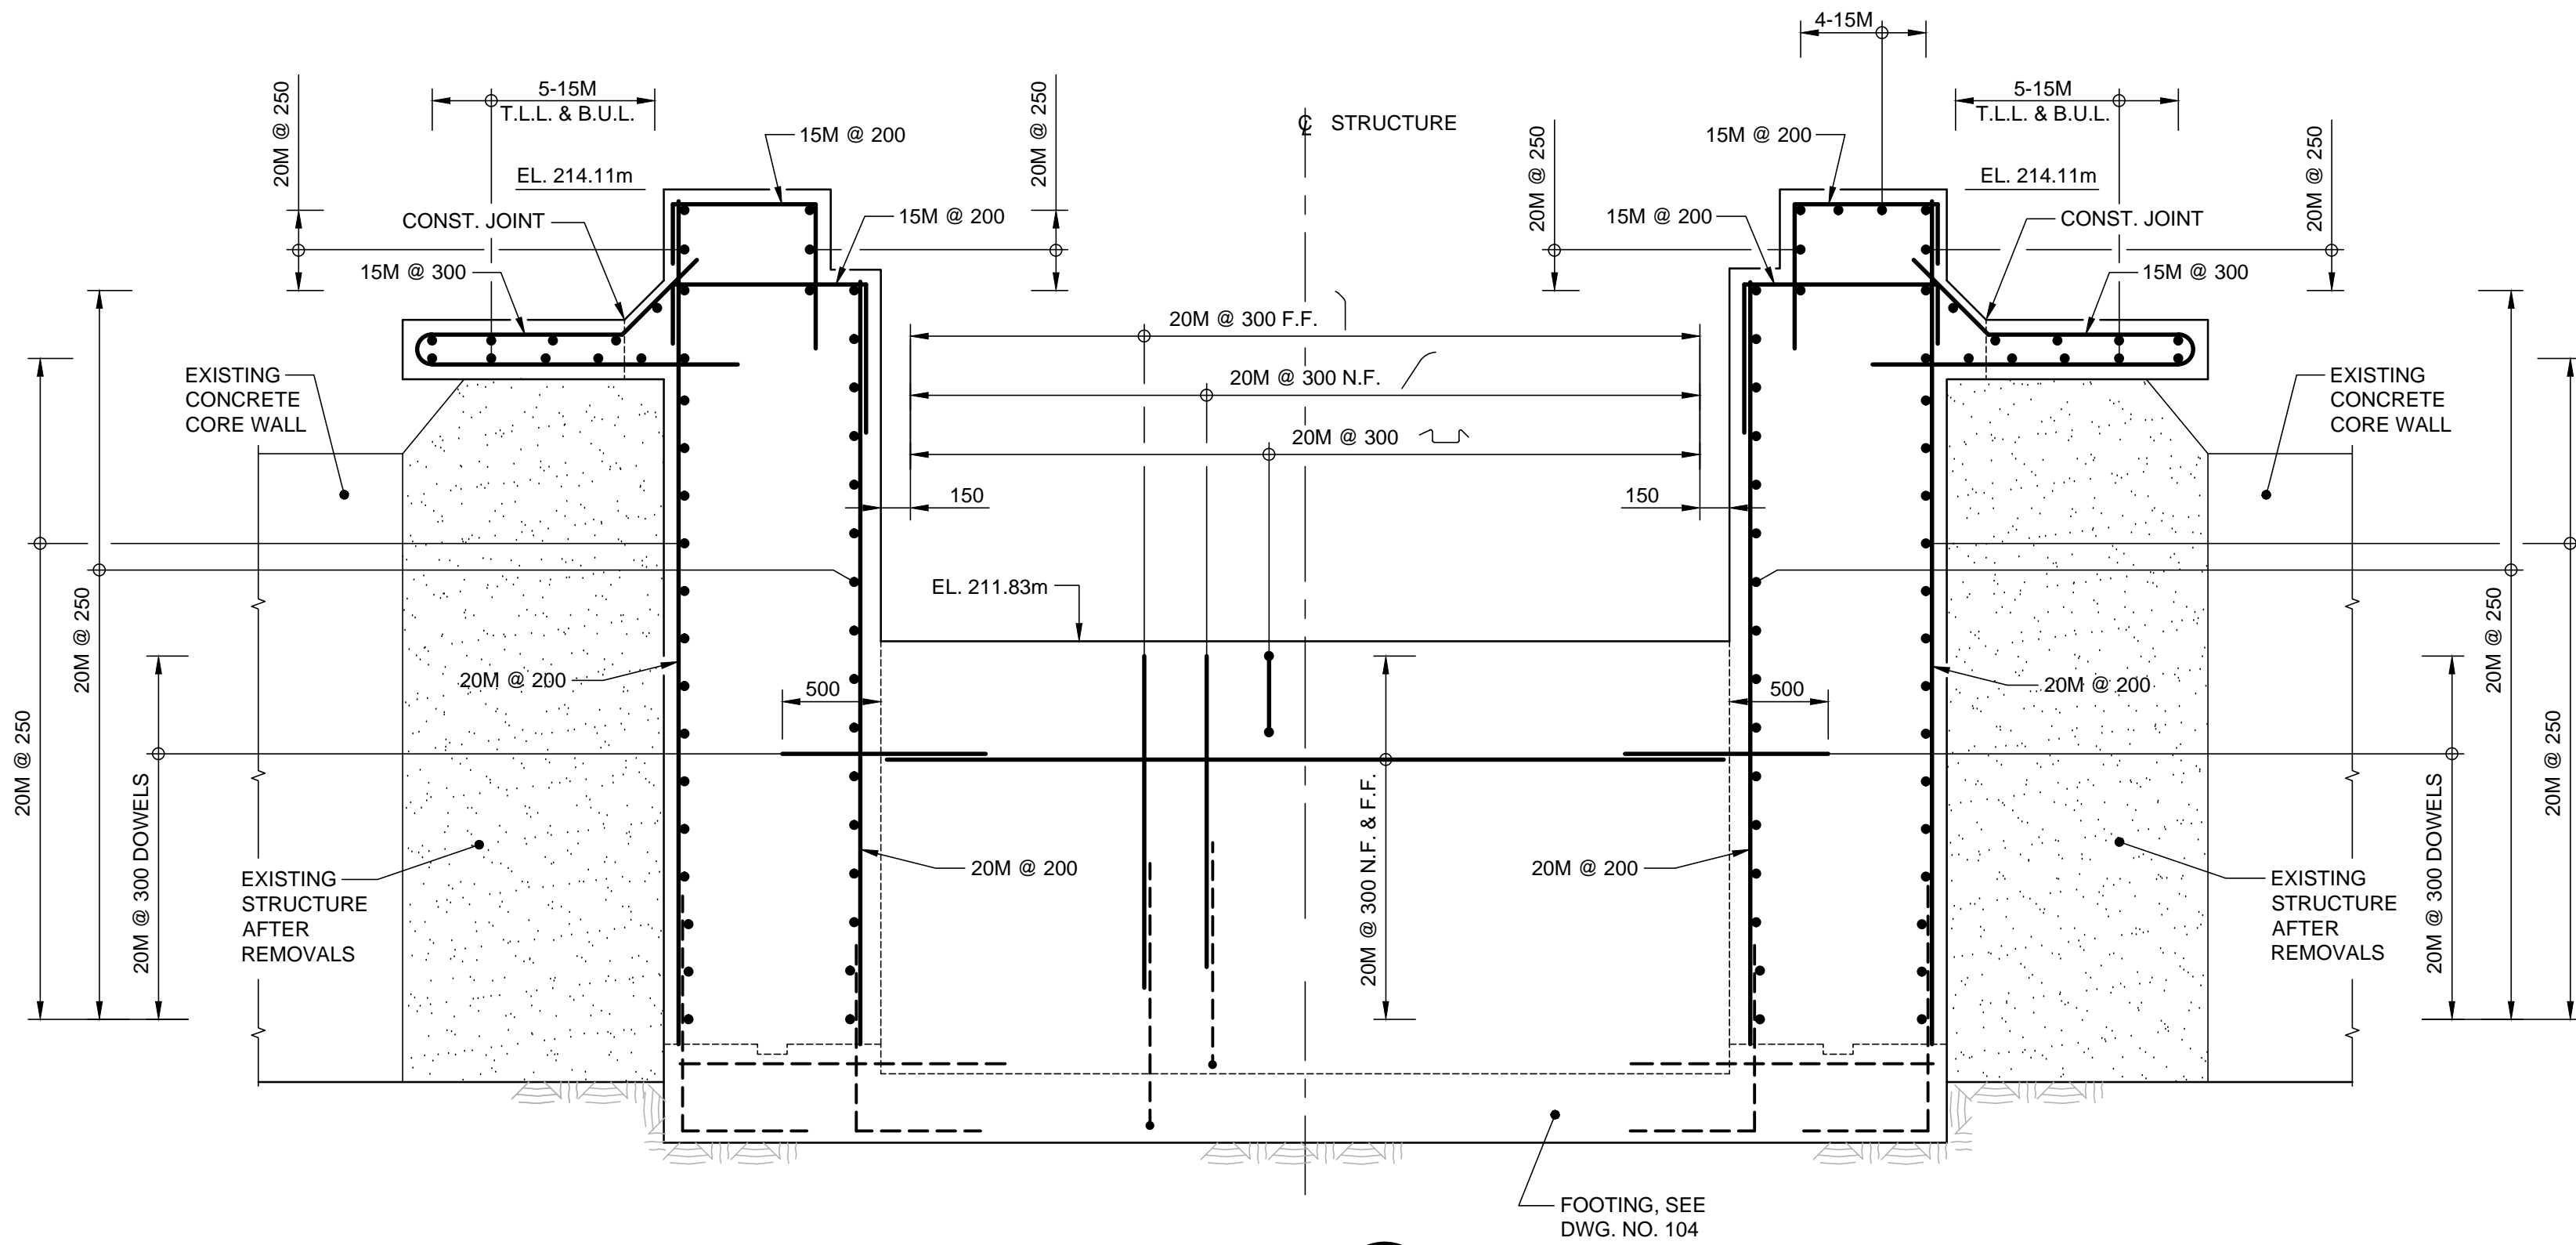 4-15M
5-15M
T.L.L. & B.U.L.
5-15M
T.L.L. & B.U.L.
20M @ 250
20M @ 250
20M @ 250
20M @ 250
15M @ 200
℄ STRUCTURE
15M @ 200
EL. 214.11m
EL. 214.11m
CONST. JOINT
15M @ 200
15M @ 200
CONST. JOINT
15M @ 300
15M @ 300
20M @ 300 F.F.
20M @ 300 N.F.
20M @ 300
EXISTING
CONCRETE
CORE WALL
EXISTING
CONCRETE
CORE WALL
150
150
EL. 211.83m
20M @ 250
20M @ 250
20M @ 300 DOWELS
20M @ 200
500
500
20M @ 200
20M @ 250
20M @ 250
20M @ 300 DOWELS
20M @ 300 N.F. & F.F.
20M @ 200
20M @ 200
EXISTING
STRUCTURE
AFTER
REMOVALS
EXISTING
STRUCTURE
AFTER
REMOVALS
FOOTING, SEE
DWG. NO. 104